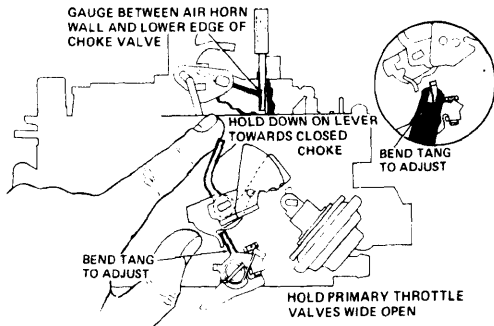 GAUGE BETWEEN AIR HORN
WALL AND LOWER EDGE OF
CHOKE VALVE
HOLD DOWN ON LEVER
TOWARDS CLOSED
CHOKE
BEND TANG
TO ADJUST
BEND TANG
TO ADJUST
HOLD PRIMARY THROTTLE
VALVES WIDE OPEN